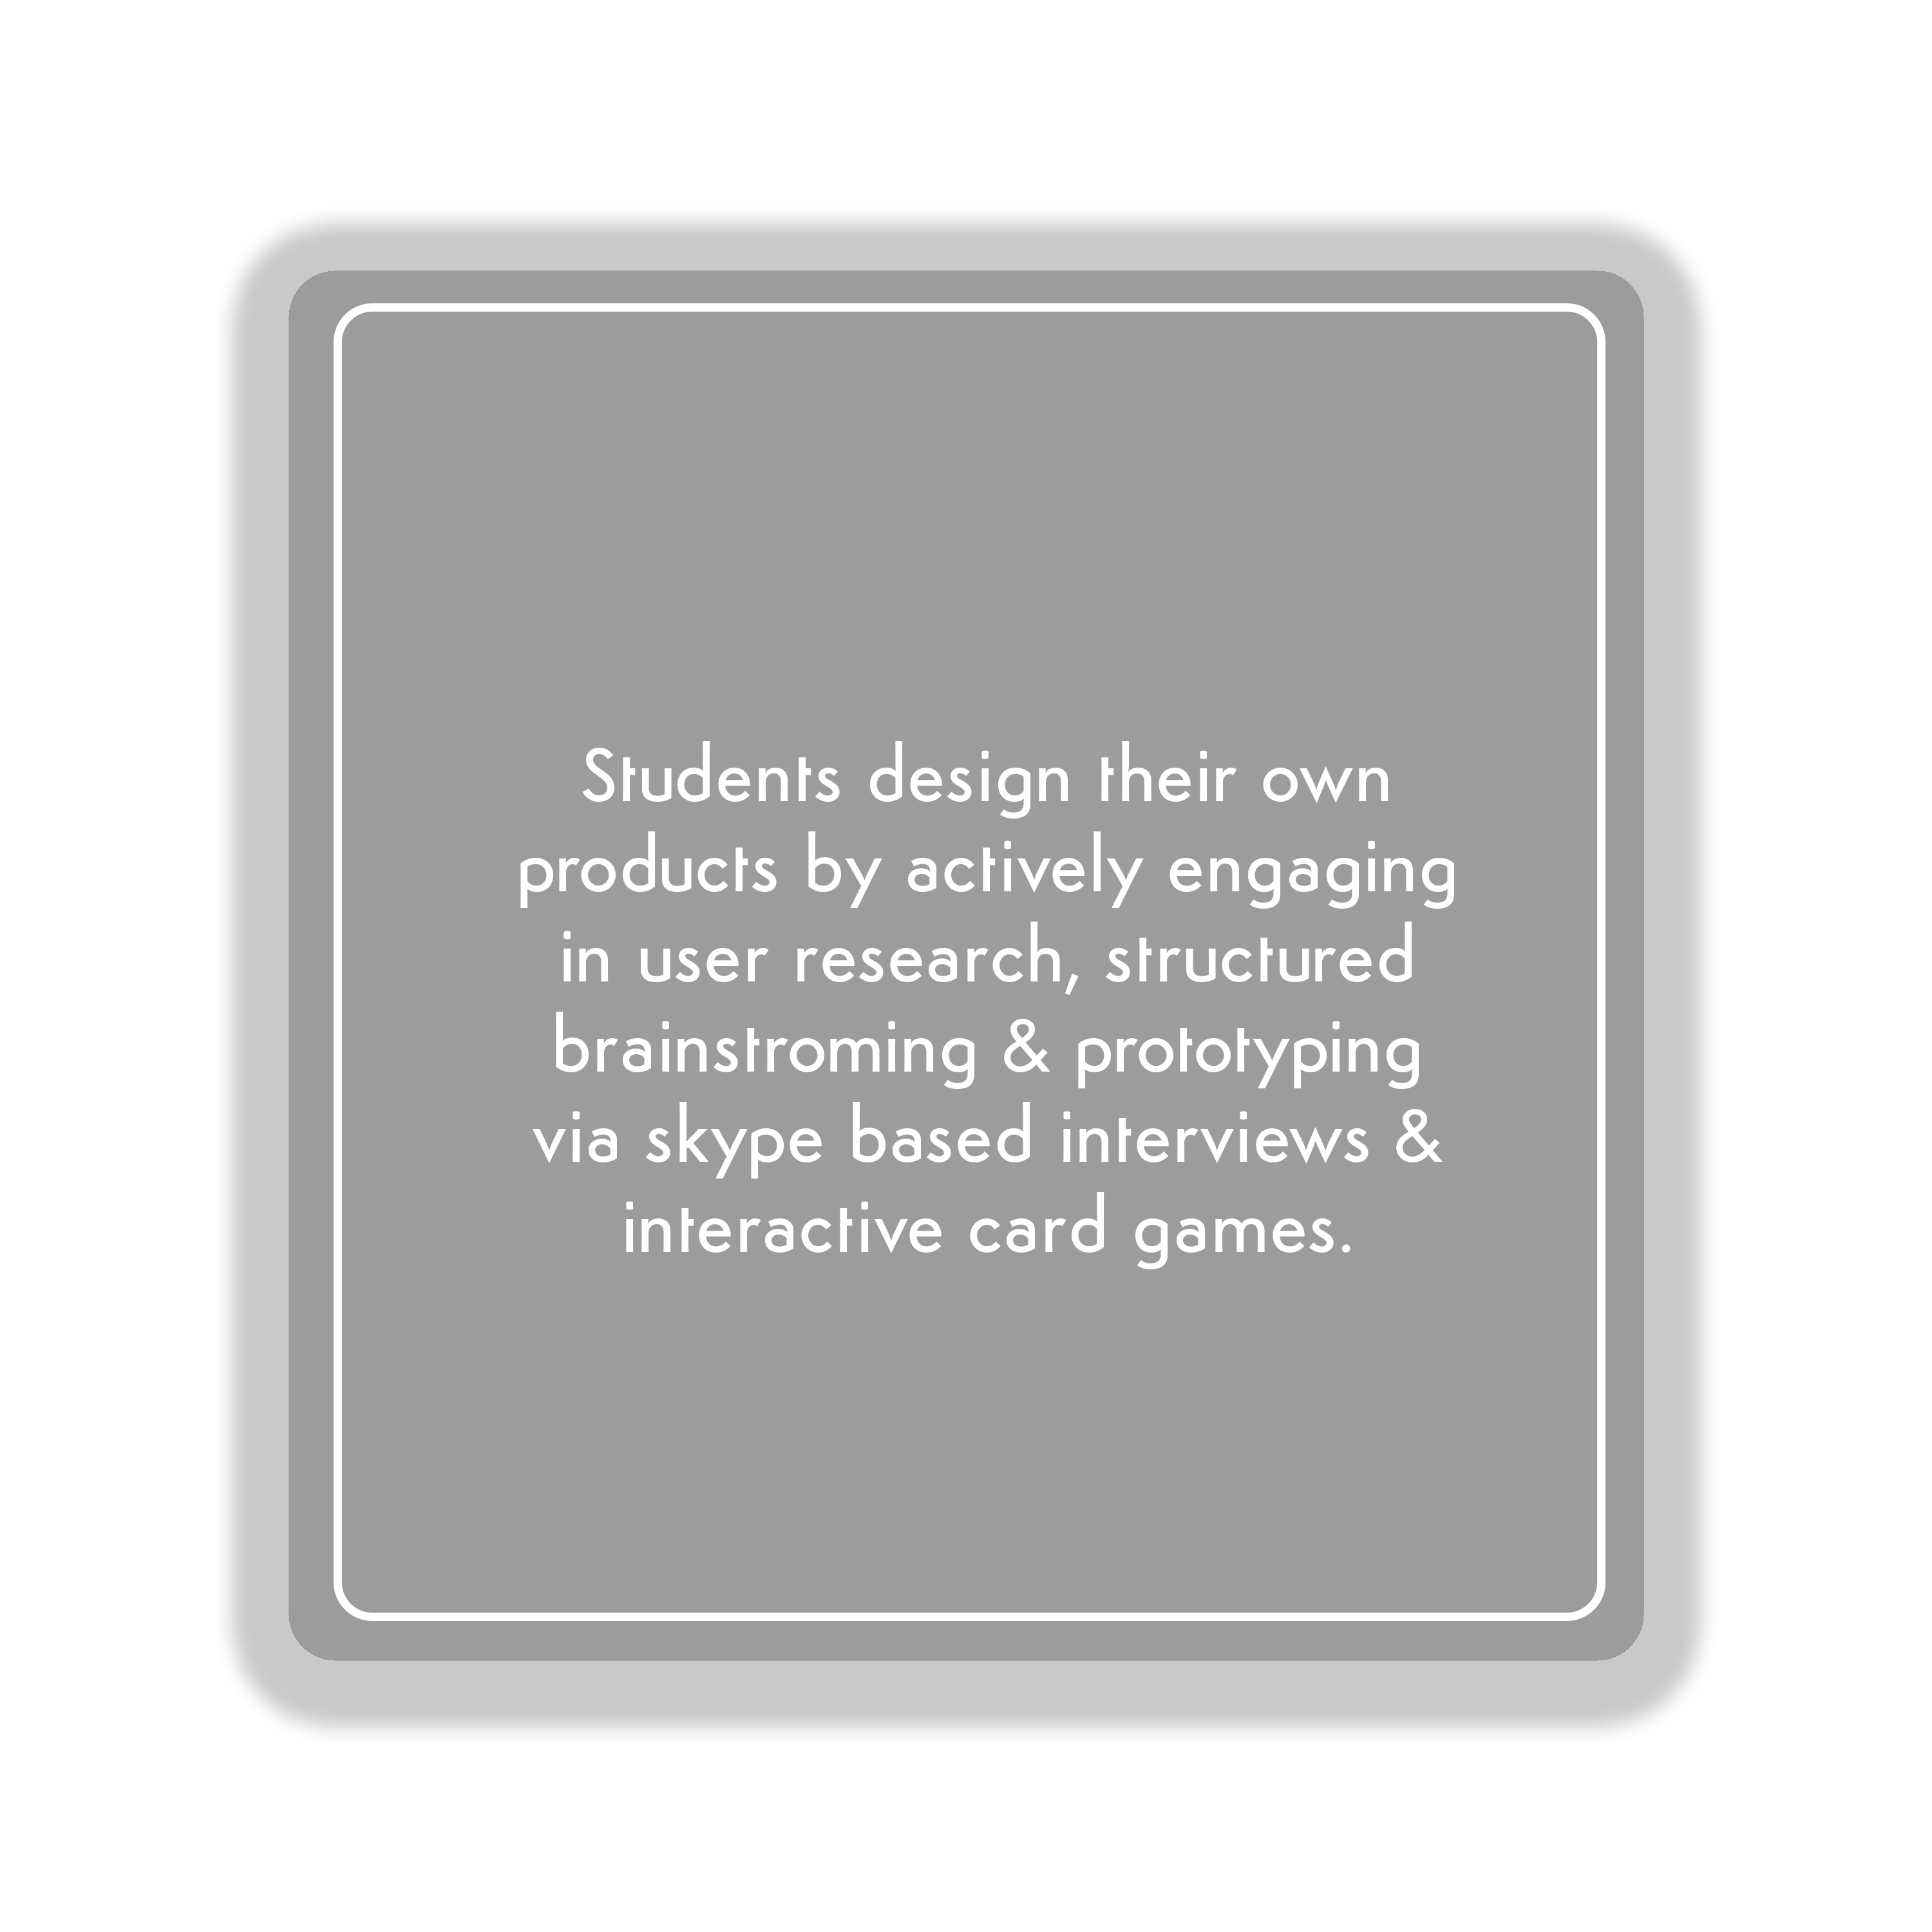 Students design their own
products by actively engaging
in user research, structured
brainstroming & prototyping
via skype based interviews &
interactive card games.